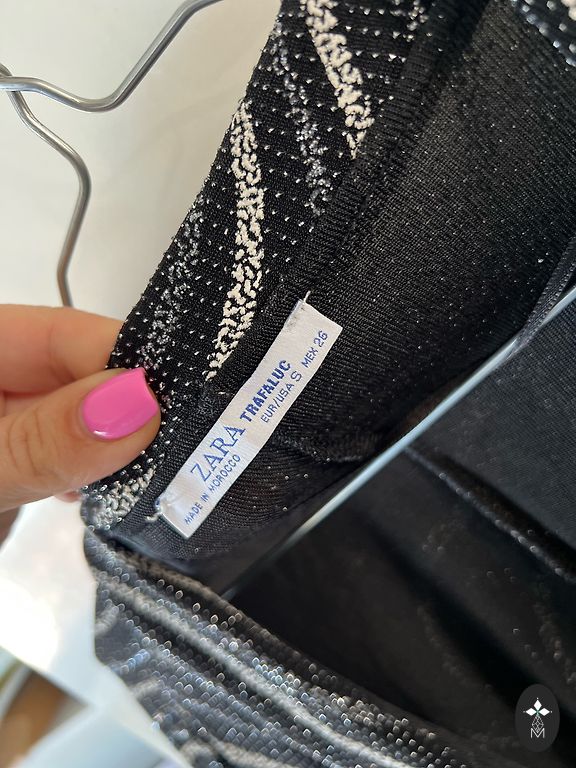 ZARA TRAFALUC
MADE IN MOROCCO
EUR/USA S MEX 26
M